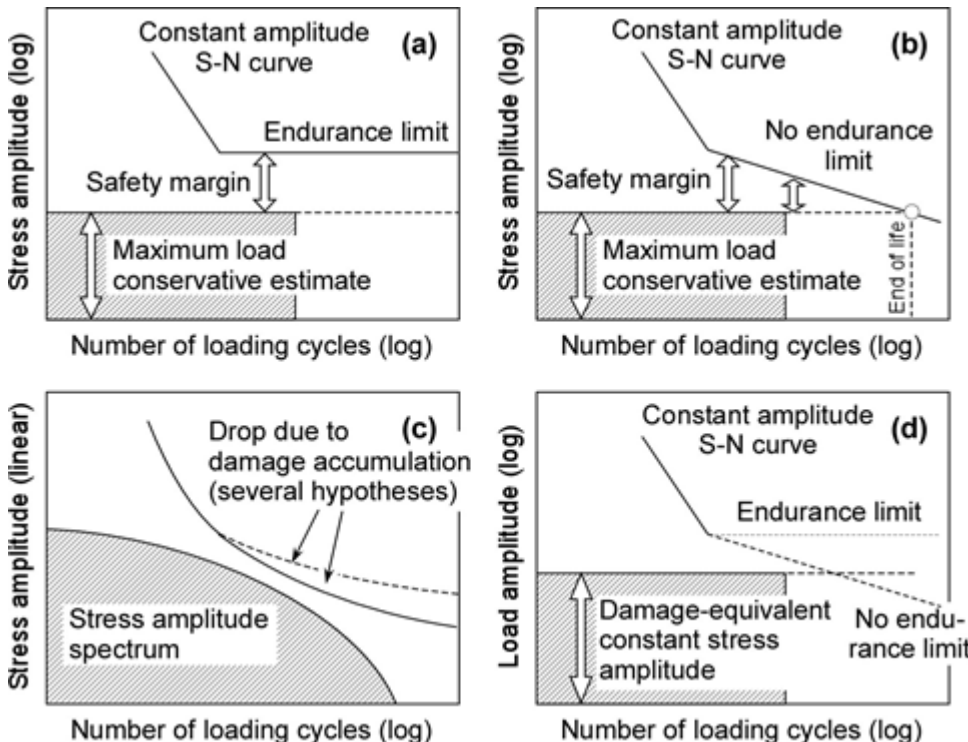 Stress amplitude (log)
Constant amplitude
S-N curve
(a)
Endurance limit
Safety margin
Maximum load
conservative estimate
Number of loading cycles (log)
Stress amplitude (log)
Constant amplitude
S-N curve
(b)
No endurance
limit
Safety margin
Maximum load
conservative estimate
End of life
Number of loading cycles (log)
Stress amplitude (linear)
Drop due to
damage accumulation
(several hypotheses)
(c)
Stress amplitude
spectrum
Number of loading cycles (log)
Load amplitude (log)
Constant amplitude
S-N curve
(d)
Endurance limit
Damage-equivalent
constant stress
amplitude
No endu-
rance limit
Number of loading cycles (log)